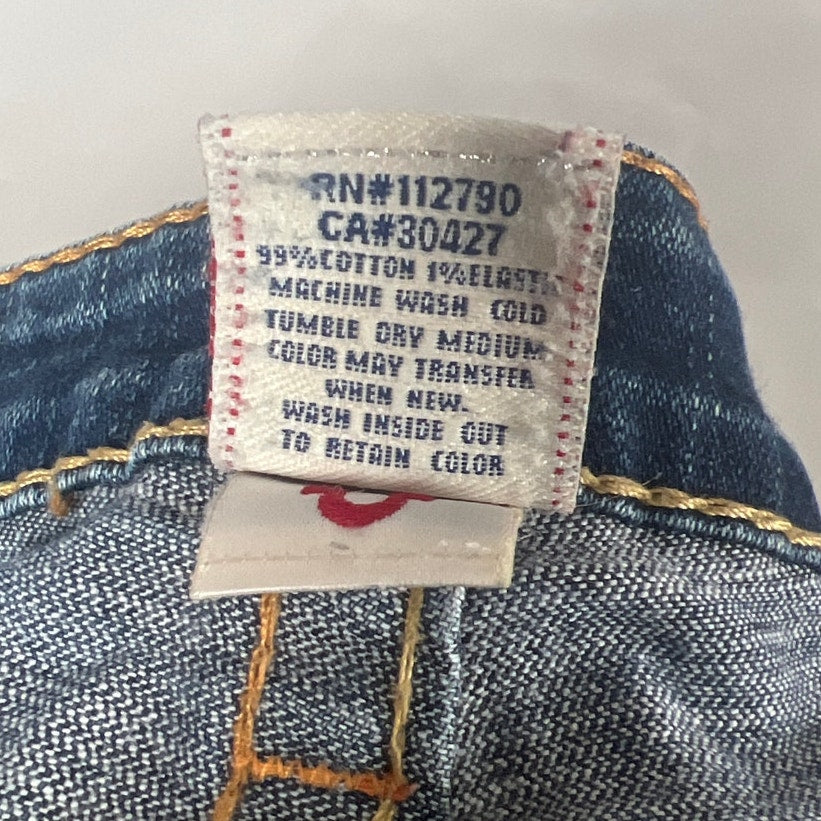 RN#112790
CA#30427
99%COTTON 1%ELASTI
MACHINE WASH COLD
TUMBLE DRY MEDIUM
COLOR MAY TRANSFER
WHEN NEW.
WASH INSIDE OUT
TO RETAIN COLOR